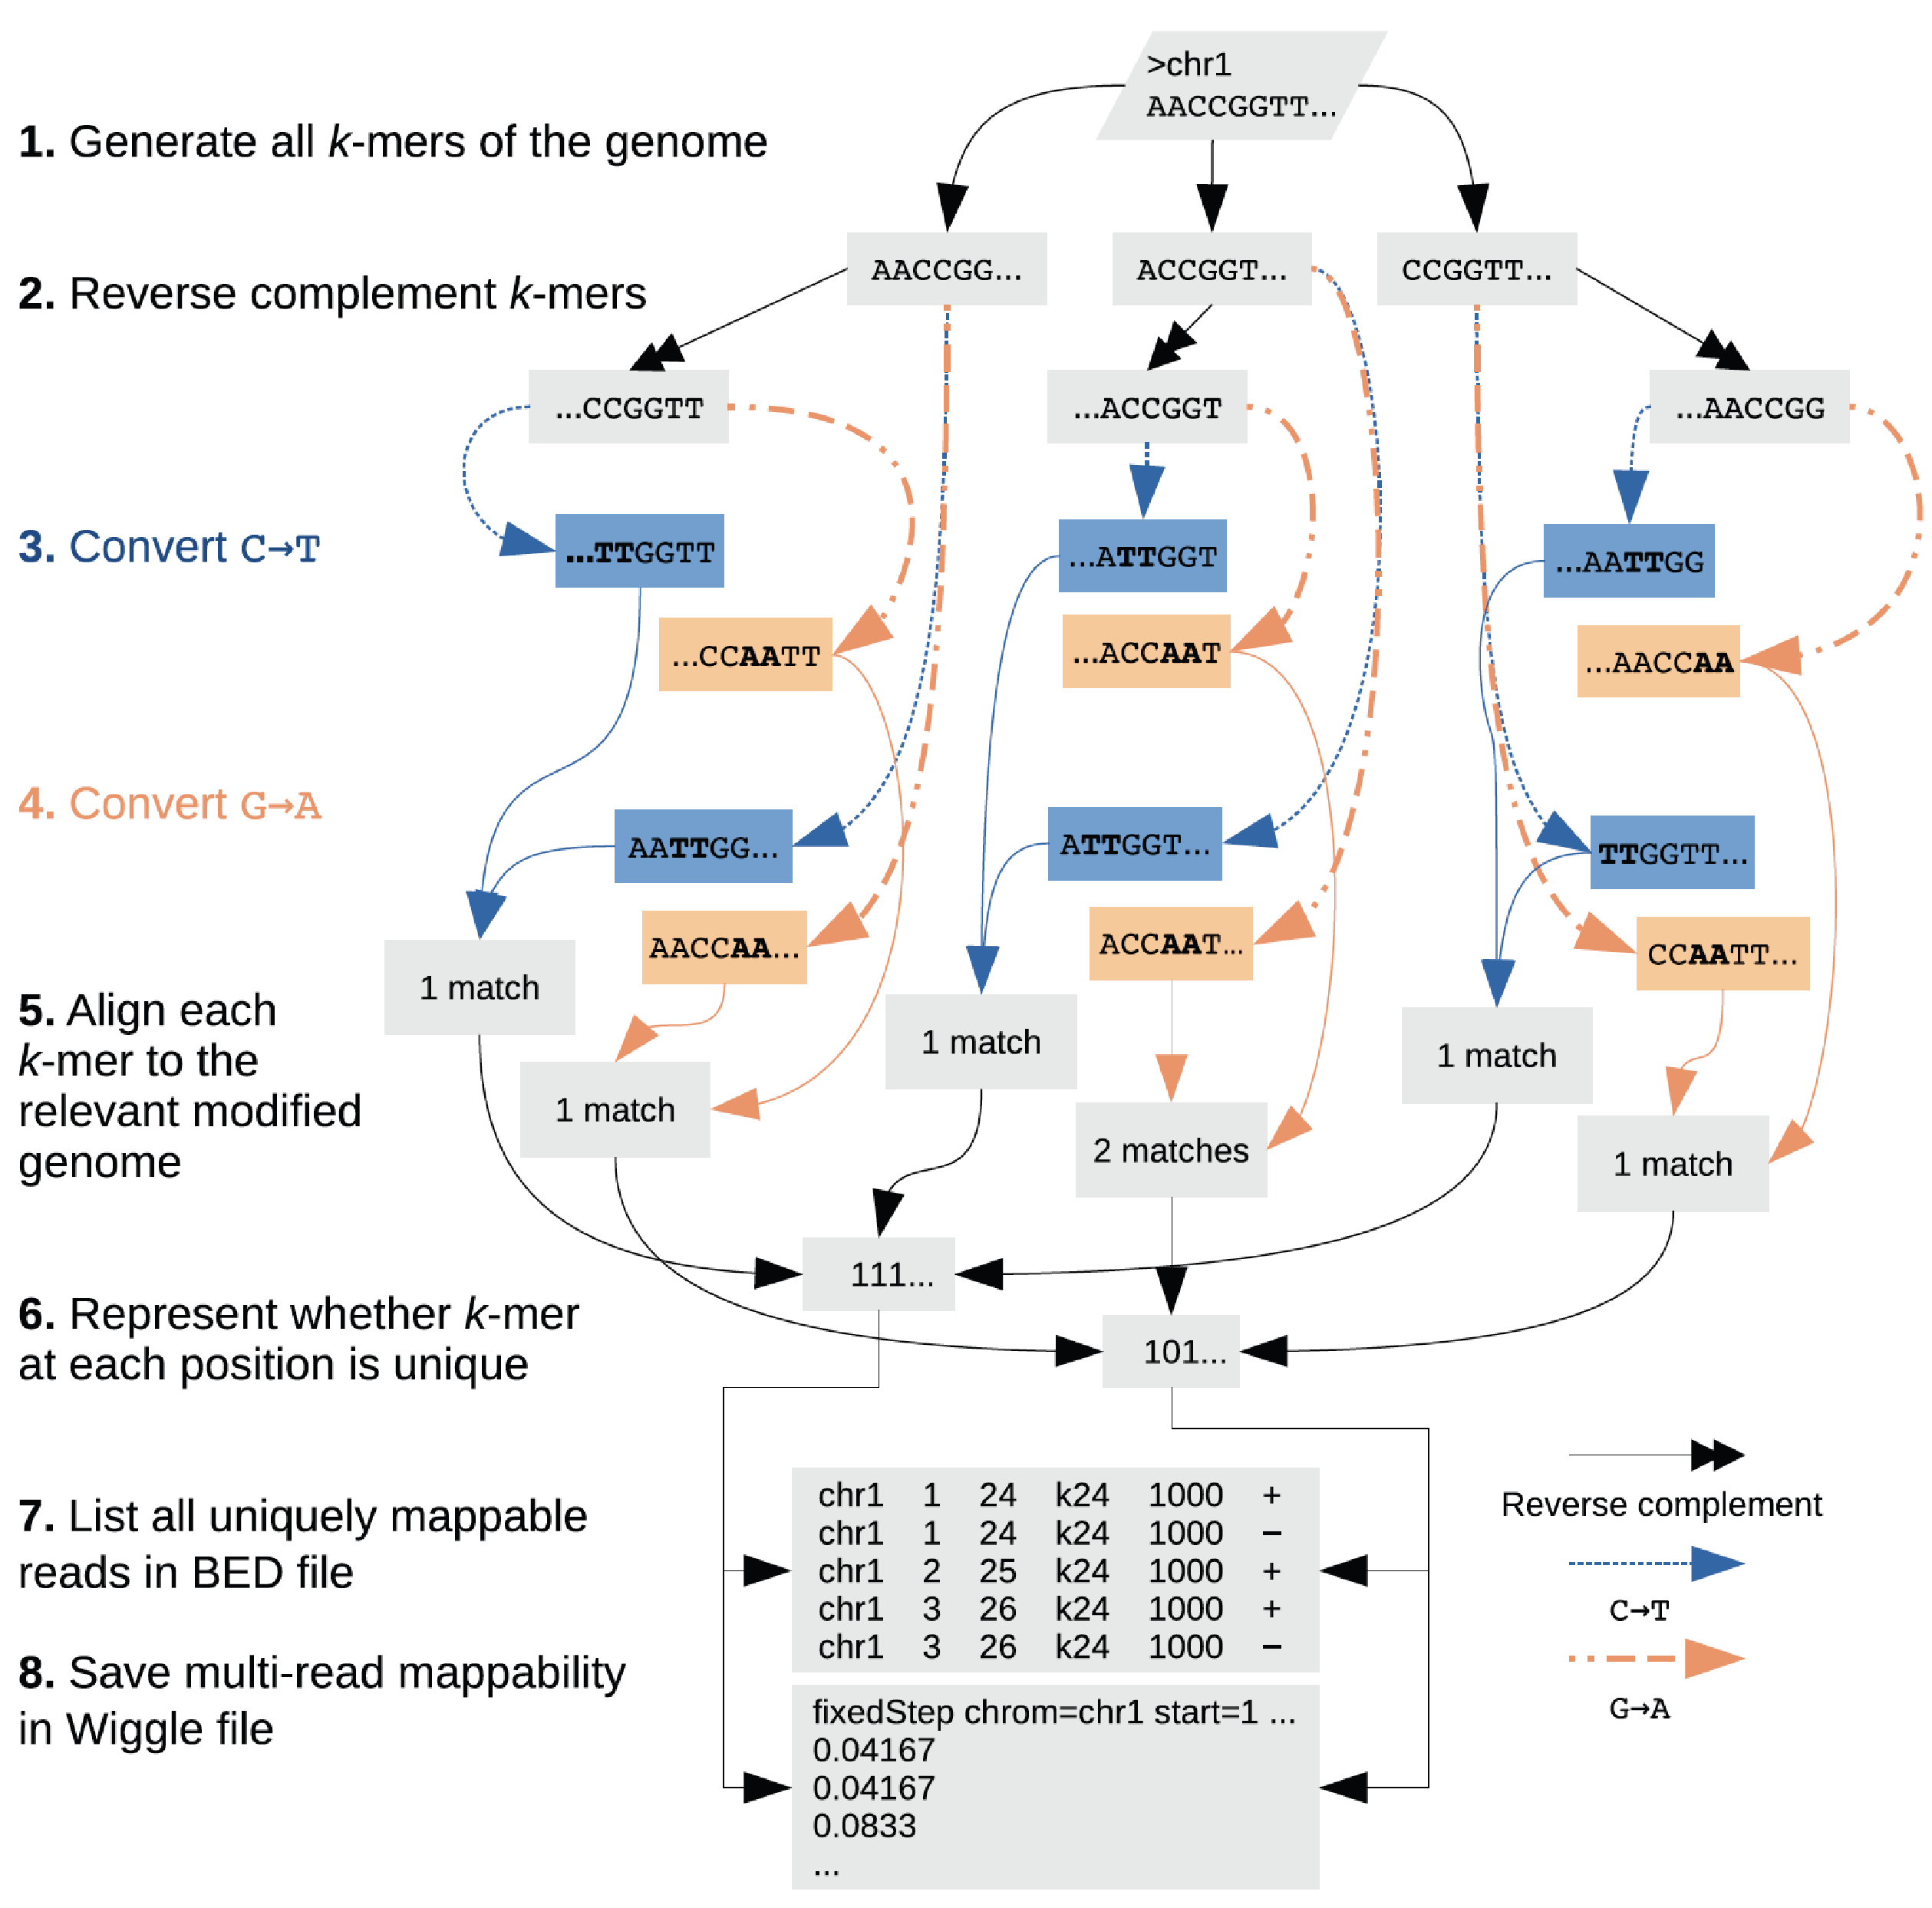 >chr1
AACCGGTT...
1. Generate all k-mers of the genome
AACCGG...
ACCGGT...
CCGGTT...
2. Reverse complement k-mers
...CCGGTT
...ACCGGT
...AACCGG
3. Convert C→T
...TTGGTT
...ATTGGT
...AATTGG
...CCAATT
...ACCAAT
...AACCAA
4. Convert G→A
AATTGG...
ATTGGT...
TTGGTT...
AACCAA...
ACCAAT...
CCAATT...
5. Align each
k-mer to the
relevant modified
genome
1 match
1 match
1 match
1 match
2 matches
1 match
111...
101...
6. Represent whether k-mer
at each position is unique
7. List all uniquely mappable
reads in BED file
chr1 1 24 k24 1000 +
chr1 1 24 k24 1000 −
chr1 2 25 k24 1000 +
chr1 3 26 k24 1000 +
chr1 3 26 k24 1000 −
8. Save multi-read mappability
in Wiggle file
fixedStep chrom=chr1 start=1 ...
0.04167
0.04167
0.0833
...
Reverse complement
C→T
G→A